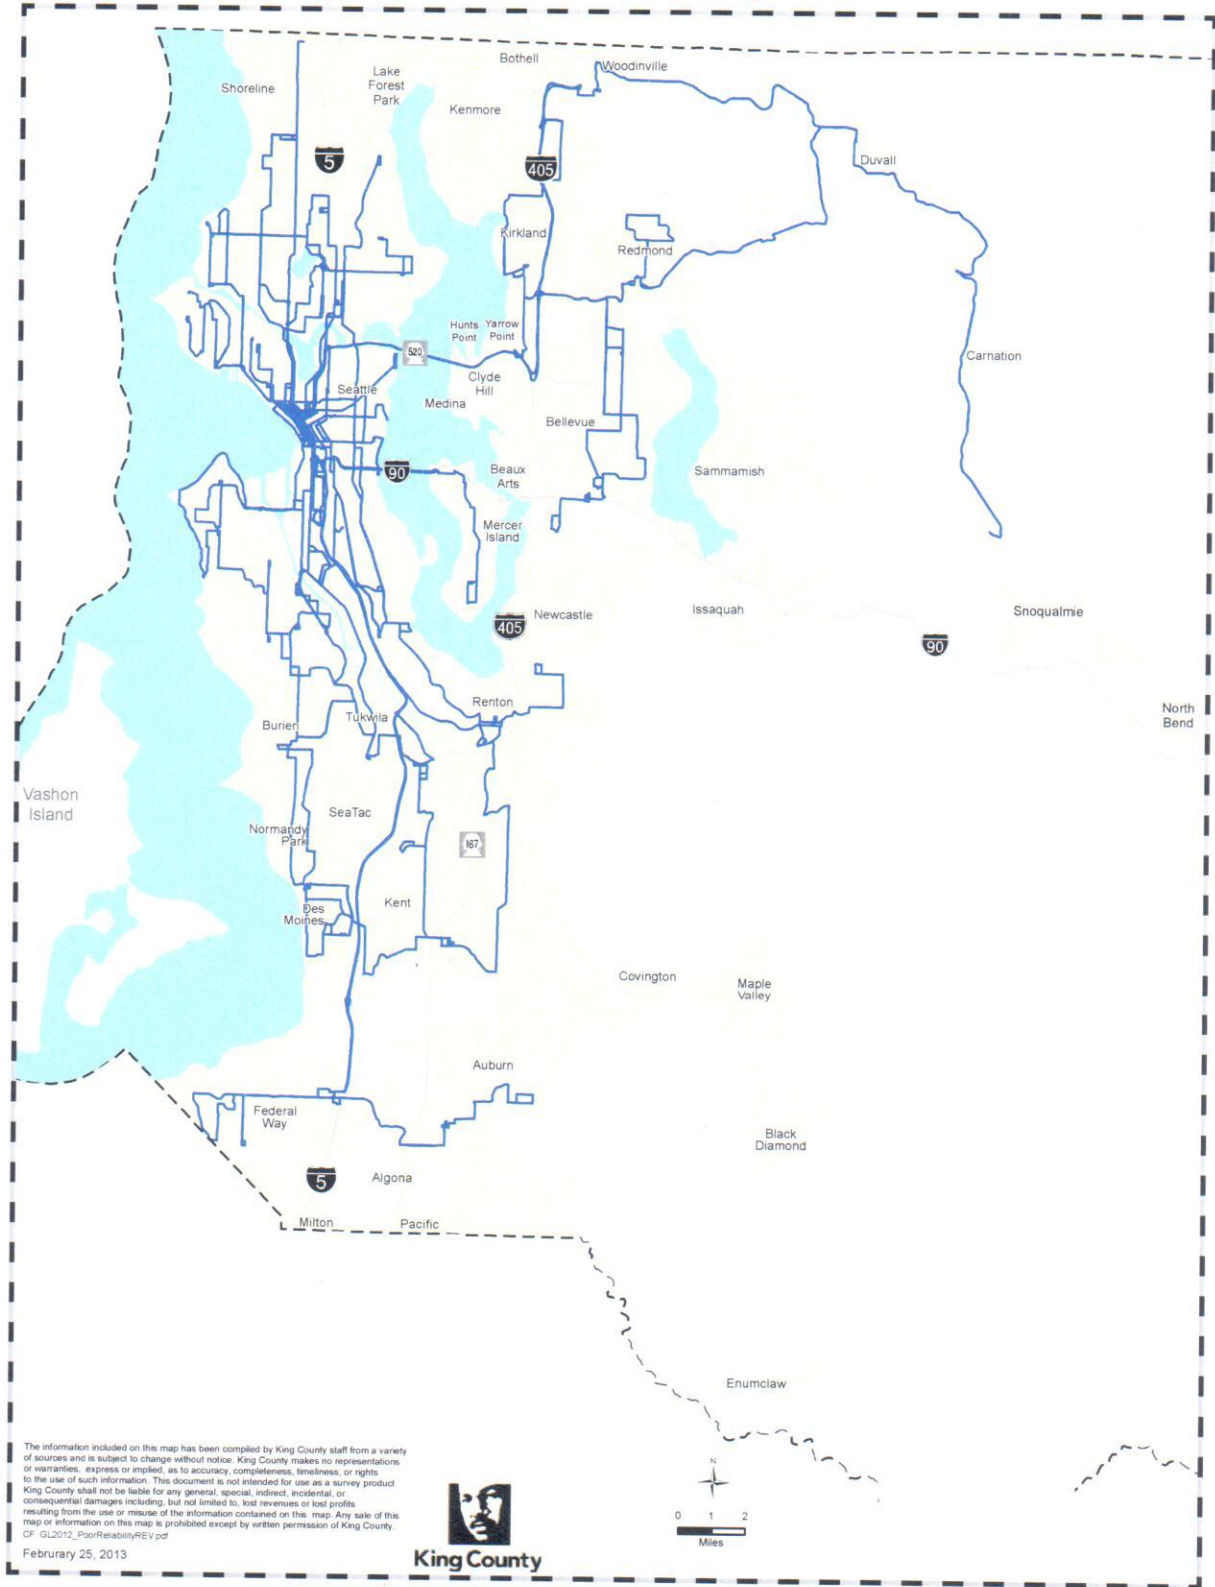 Bothell
Woodinville
Lake
Forest
Park
Shoreline
Kenmore
5
405
Duvall
Kirkland
Redmond
Hunts
Point
Yarrow
Point
520
Carnation
Clyde
Hill
Seattle
Medina
Bellevue
90
Beaux
Arts
Sammamish
Mercer
Island
Newcastle
Issaquah
Snoqualmie
405
90
Renton
North
Bend
Burien
Tukwila
Vashon
Island
SeaTac
Normandy
Park
167
Des
Moines
Kent
Covington
Maple
Valley
Auburn
Federal
Way
Black
Diamond
5
Algona
Milton
Pacific
Enumclaw
The information included on this map has been compiled by King County staff from a variety
of sources and is subject to change without notice. King County makes no representations
or warranties, express or implied, as to accuracy, completeness, timeliness, or rights
to the use of such information. This document is not intended for use as a survey product
King County shall not be liable for any general, special, indirect, incidental, or
consequential damages including, but not limited to, lost revenues or lost profits
resulting from the use or misuse of the information contained on this map. Any sale of this
map or information on this map is prohibited except by written permission of King County.
CF GL2012_PoorReliabilityREV.pdf
Februrary 25, 2013
King County
N
0 1 2
Miles